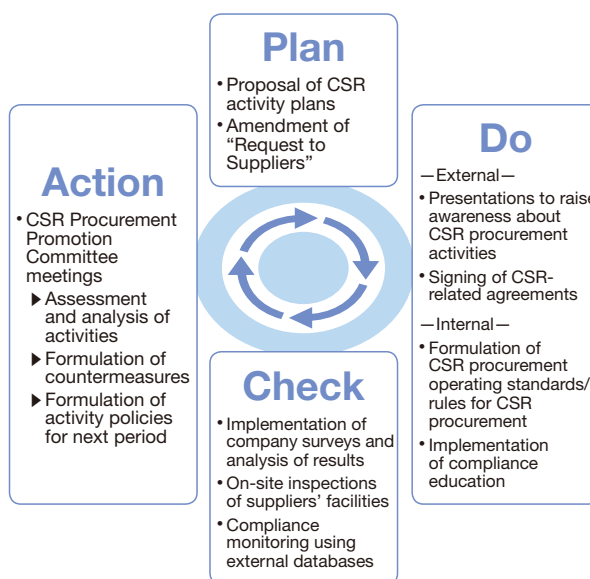 Plan
• Proposal of CSR
activity plans
• Amendment of
“Request to
Suppliers”
Do
—External—
• Presentations to raise
awareness about
CSR procurement
activities
• Signing of CSR-
related agreements
—Internal—
• Formulation of
CSR procurement
operating standards/
rules for CSR
procurement
• Implementation
of compliance
education
Check
• Implementation of
company surveys and
analysis of results
• On-site inspections
of suppliers’ facilities
• Compliance
monitoring using
external databases
Action
• CSR Procurement
Promotion
Committee
meetings
▶ Assessment
and analysis of
activities
▶ Formulation of
countermeasures
▶ Formulation of
activity policies
for next period